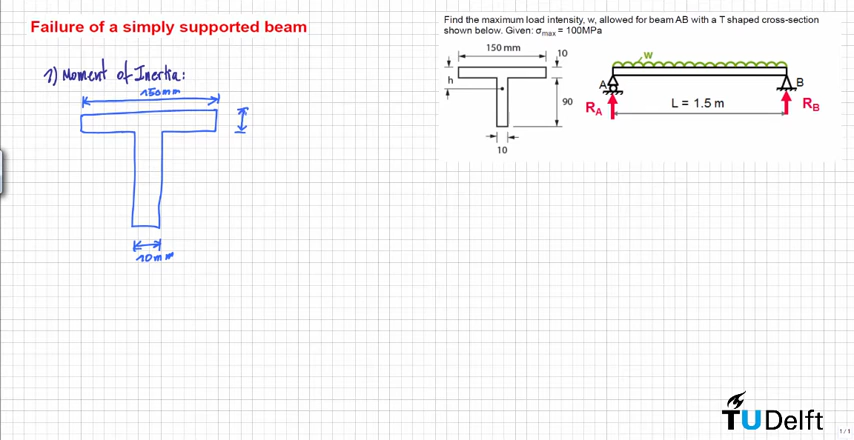 Failure of a simply supported beam
1) Moment of Inertia:
150mm
10mm
Find the maximum load intensity, w, allowed for beam AB with a T shaped cross-section
shown below. Given: σmax = 100MPa
150 mm
10
h
90
10
w
A
B
RA
L = 1.5 m
RB
TUDelft
1 / 1